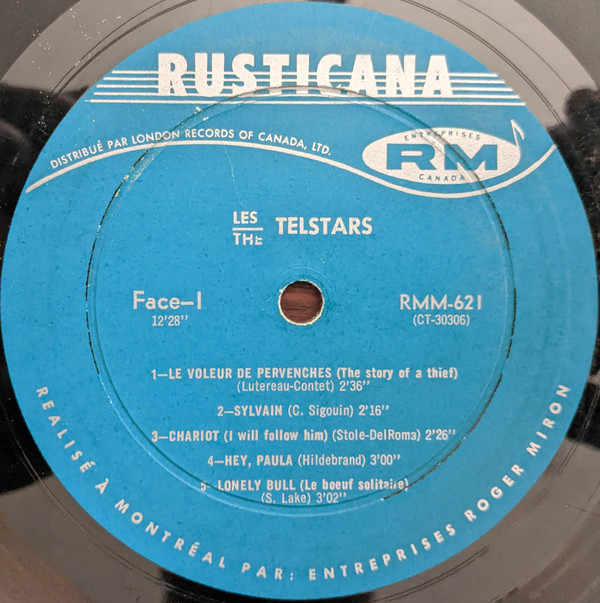 RUSTICANA
DISTRIBUÉ PAR LONDON RECORDS OF CANADA, LTD.
ENTREPRISES
RM
CANADA
LES
THE
TELSTARS
Face—1
12'28"
RMM-621
(CT-30306)
1—LE VOLEUR DE PERVENCHES (The story of a thief)
(Lutereau-Contet) 2'36"
2—SYLVAIN (C. Sigouin) 2'16"
3—CHARIOT (I will follow him) (Stole-DelRoma) 2'26"
4—HEY, PAULA (Hildebrand) 3'00"
5—LONELY BULL (Le boeuf solitaire)
(S. Lake) 3'02"
REALISÉ À MONTRÉAL PAR: ENTREPRISES ROGER MIRON